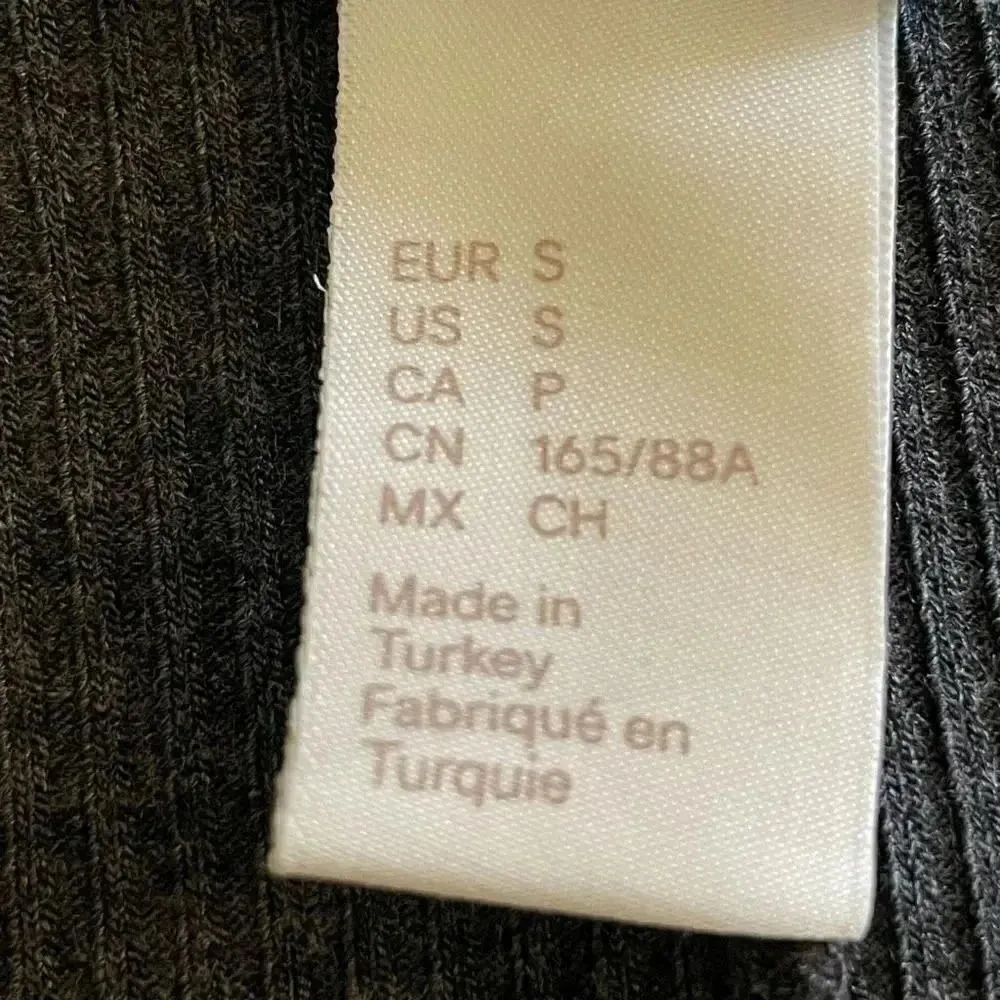 EUR S
US S
CA P
CN 165/88A
MX CH
Made in
Turkey
Fabriqué en
Turquie